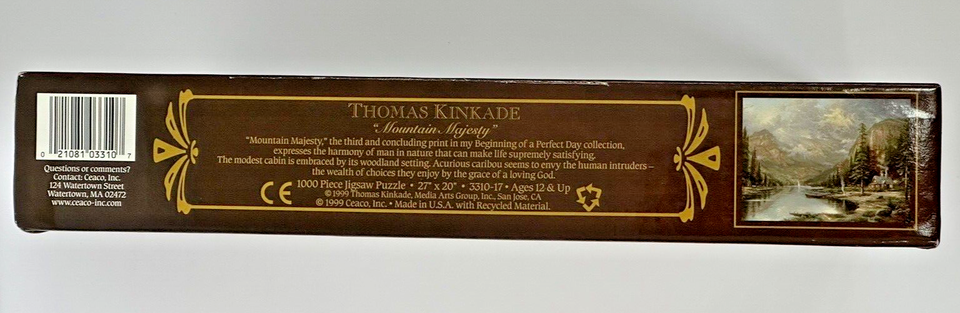 0 21081 03310 7
Questions or comments?
Contact: Ceaco, Inc.
124 Watertown Street
Watertown, MA 02472
www.ceaco-inc.com
THOMAS KINKADE
"Mountain Majesty"
"Mountain Majesty," the third and concluding print in my Beginning of a Perfect Day collection,
expresses the harmony of man in nature that can make life supremely satisfying.
The modest cabin is embraced by its woodland setting. A curious caribou seems to envy the human intruders –
the wealth of choices they enjoy by the grace of a loving God.
CE 1000 Piece Jigsaw Puzzle • 27" x 20" • 3310-17 • Ages 12 & Up
© 1999 Thomas Kinkade, Media Arts Group, Inc., San Jose, CA
© 1999 Ceaco, Inc. • Made in U.S.A. with Recycled Material.